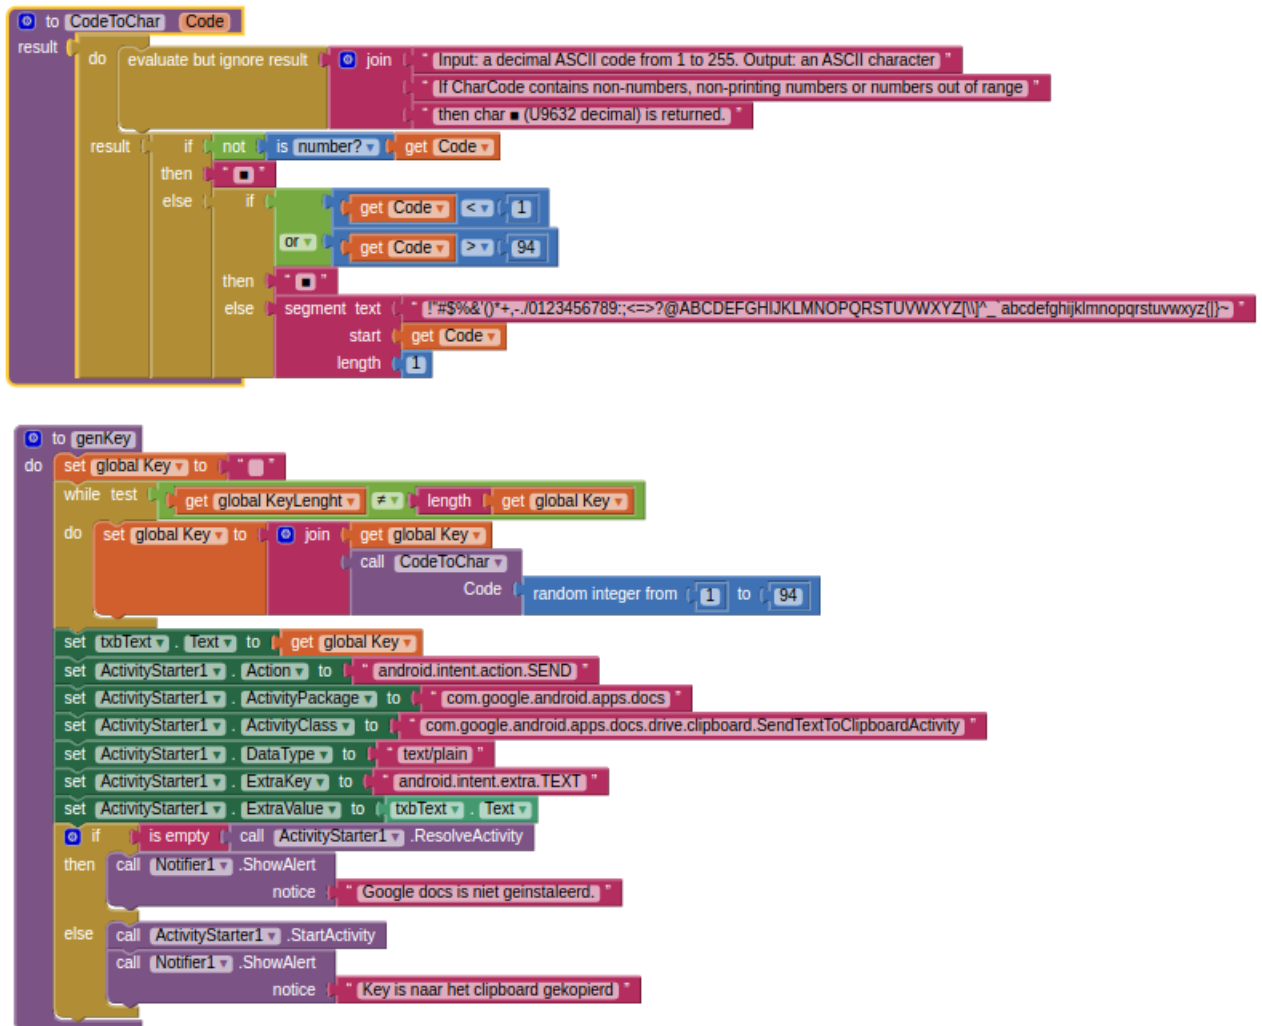 to CodeToChar Code
result
do evaluate but ignore result join " Input: a decimal ASCII code from 1 to 255. Output: an ASCII character "
" If CharCode contains non-numbers, non-printing numbers or numbers out of range "
" then char ■ (U9632 decimal) is returned. "
result if not is number? get Code
then " ■ "
else if get Code < 1
or get Code > 94
then " ■ "
else segment text " !"#$%&'()*+,-./0123456789:;<=>?@ABCDEFGHIJKLMNOPQRSTUVWXYZ[\\]^_`abcdefghijklmnopqrstuvwxyz{|}~ "
start get Code
length 1
to genKey
do set global Key to " "
while test get global KeyLenght ≠ length get global Key
do set global Key to join get global Key
call CodeToChar
Code random integer from 1 to 94
set txbText . Text to get global Key
set ActivityStarter1 . Action to " android.intent.action.SEND "
set ActivityStarter1 . ActivityPackage to " com.google.android.apps.docs "
set ActivityStarter1 . ActivityClass to " com.google.android.apps.docs.drive.clipboard.SendTextToClipboardActivity "
set ActivityStarter1 . DataType to " text/plain "
set ActivityStarter1 . ExtraKey to " android.intent.extra.TEXT "
set ActivityStarter1 . ExtraValue to txbText . Text
if is empty call ActivityStarter1 .ResolveActivity
then call Notifier1 .ShowAlert
notice " Google docs is niet geinstaleerd. "
else call ActivityStarter1 .StartActivity
call Notifier1 .ShowAlert
notice " Key is naar het clipboard gekopierd "